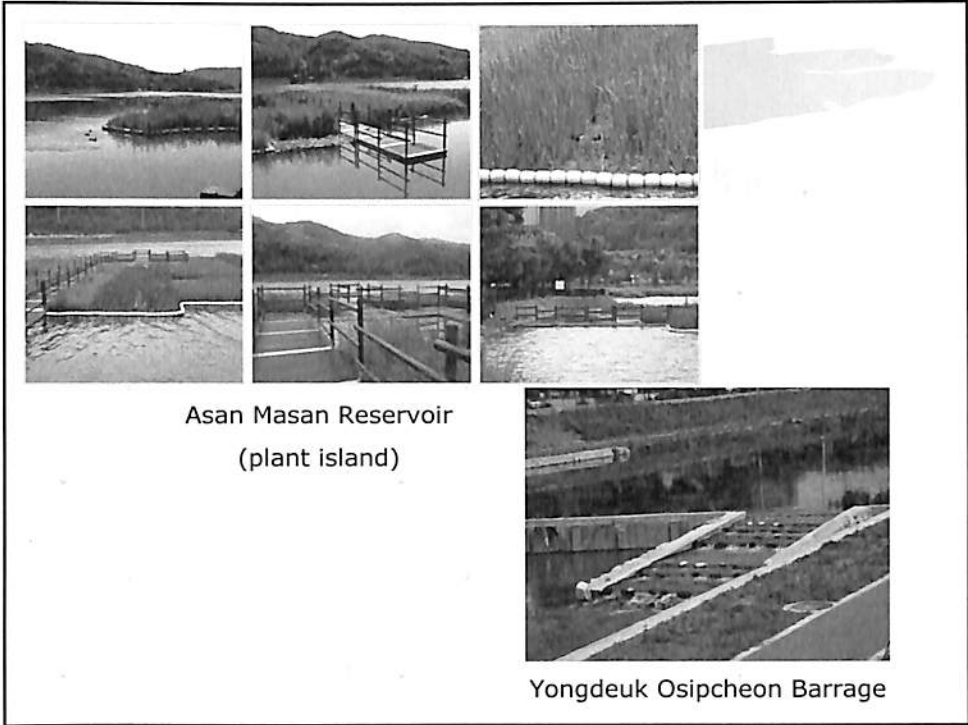 Asan Masan Reservoir
(plant island)
Yongdeuk Osipcheon Barrage